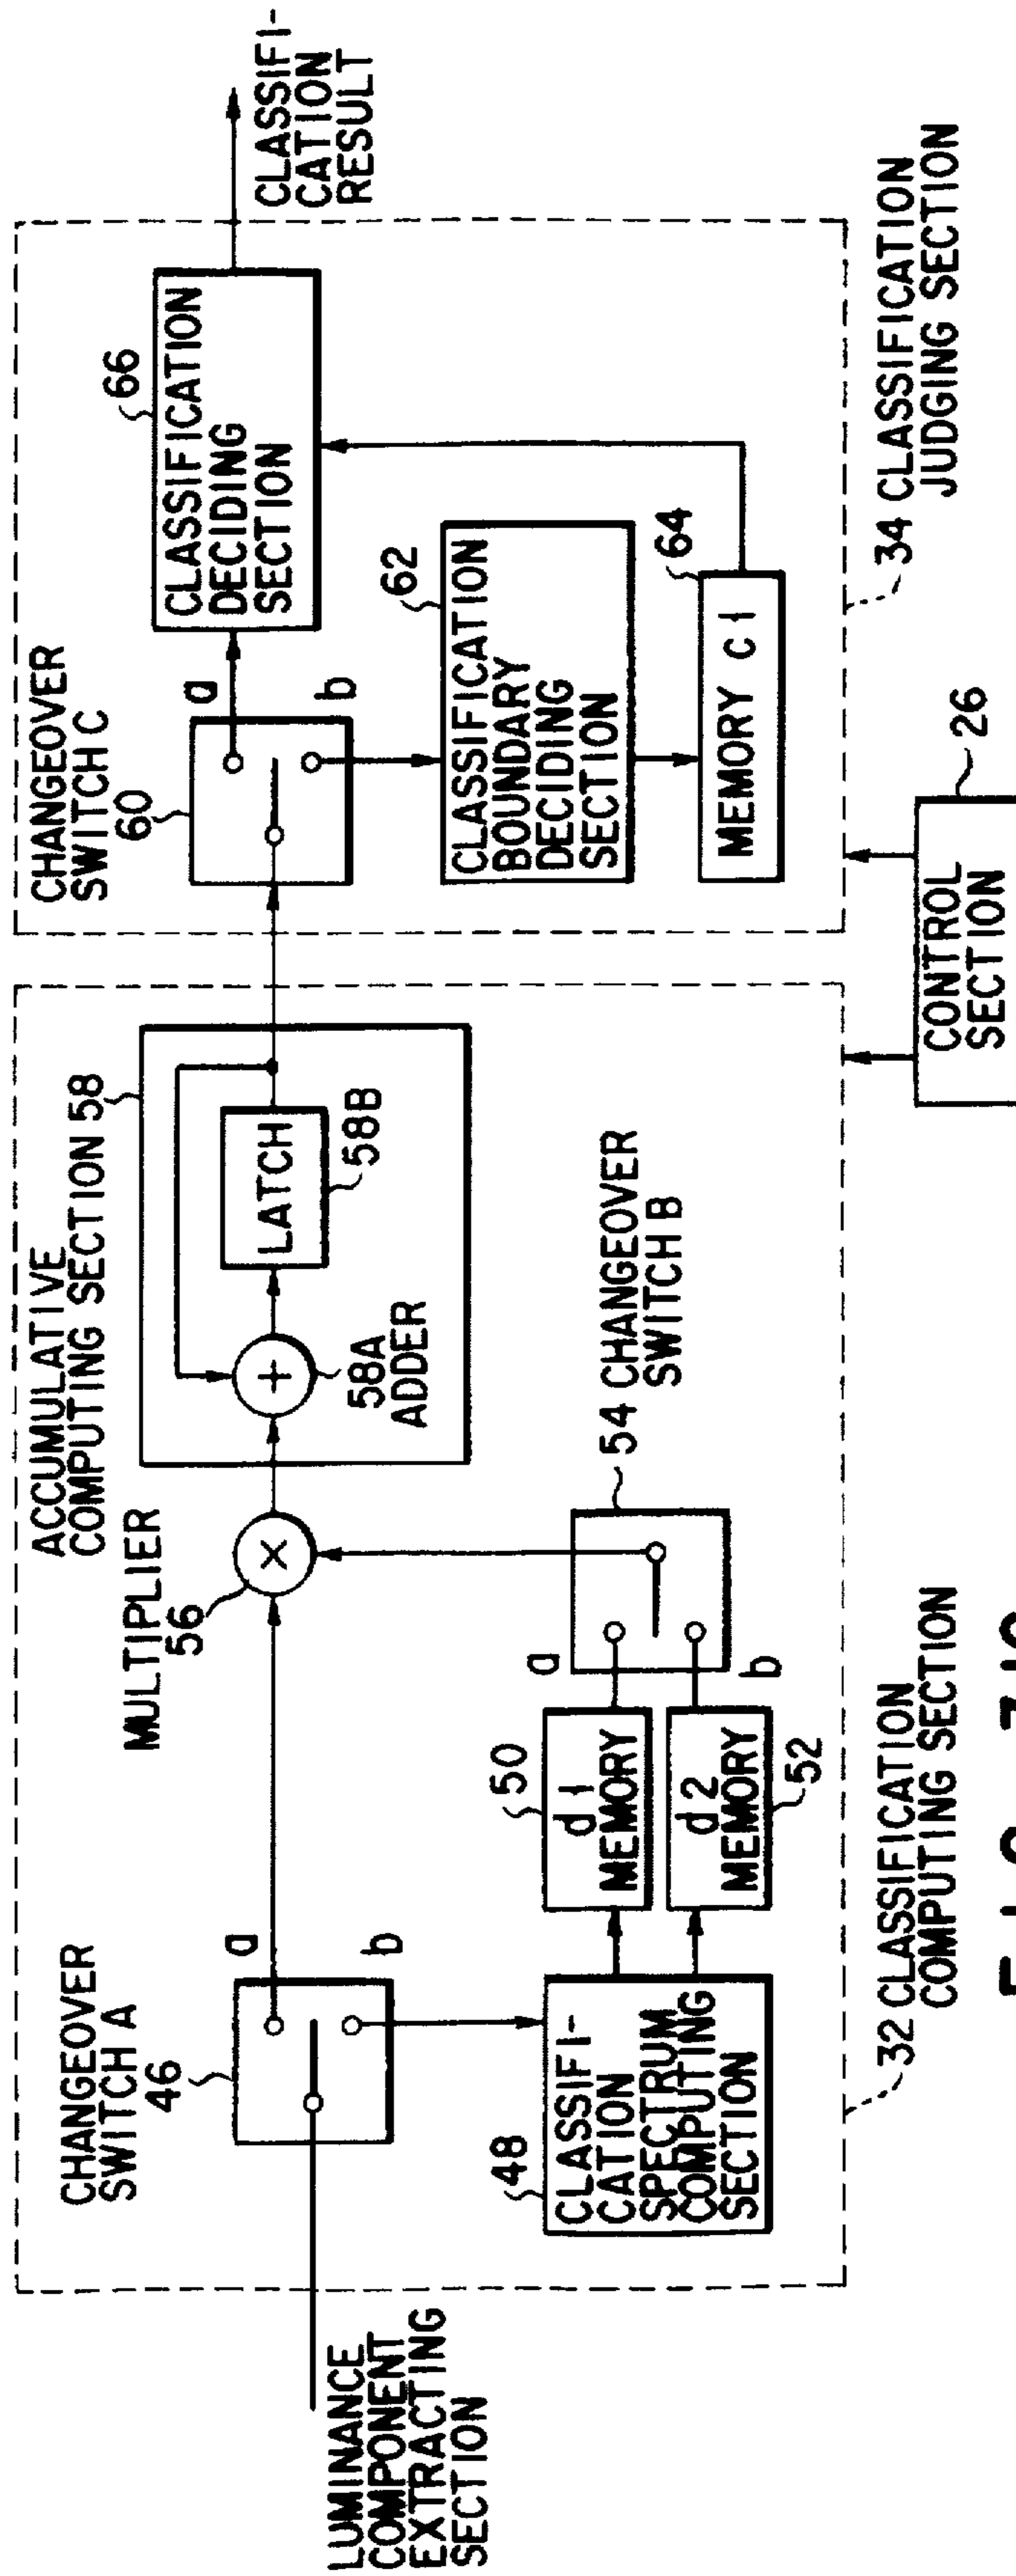 LUMINANCE
COMPONENT
EXTRACTING
SECTION
CHANGEOVER
SWITCH A
46
a
b
48
CLASSIFI-
CATION
SPECTRUM
COMPUTING
SECTION
50
d1
MEMORY
d2
MEMORY
52
a
b
54 CHANGEOVER
SWITCH B
MULTIPLIER
56
×
ACCUMULATIVE
COMPUTING SECTION 58
+
58A
ADDER
LATCH
58B
32 CLASSIFICATION
COMPUTING SECTION
CHANGEOVER
SWITCH C
60
a
b
62
CLASSIFICATION
BOUNDARY
DECIDING
SECTION
64
MEMORY C1
66
CLASSIFICATION
DECIDING
SECTION
CLASSIFI-
CATION
RESULT
34 CLASSIFICATION
JUDGING SECTION
CONTROL
SECTION
26